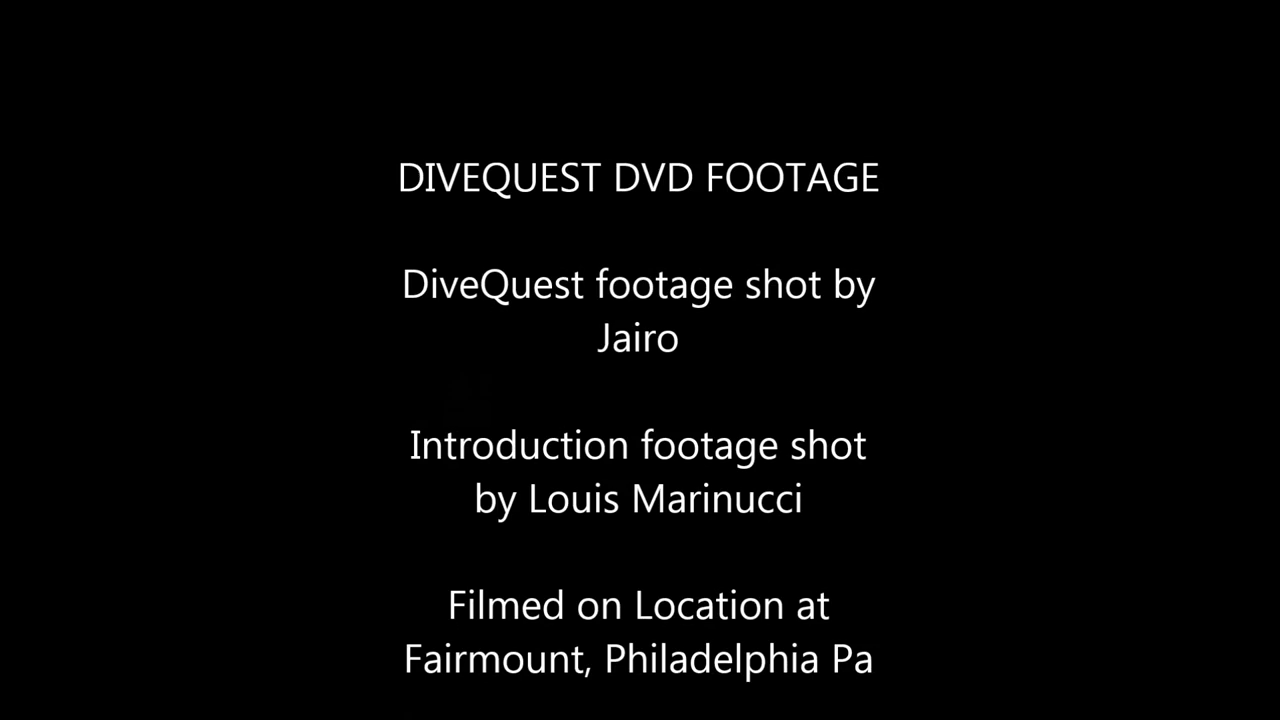 DIVEQUEST DVD FOOTAGE
DiveQuest footage shot by
Jairo
Introduction footage shot
by Louis Marinucci
Filmed on Location at
Fairmount, Philadelphia Pa